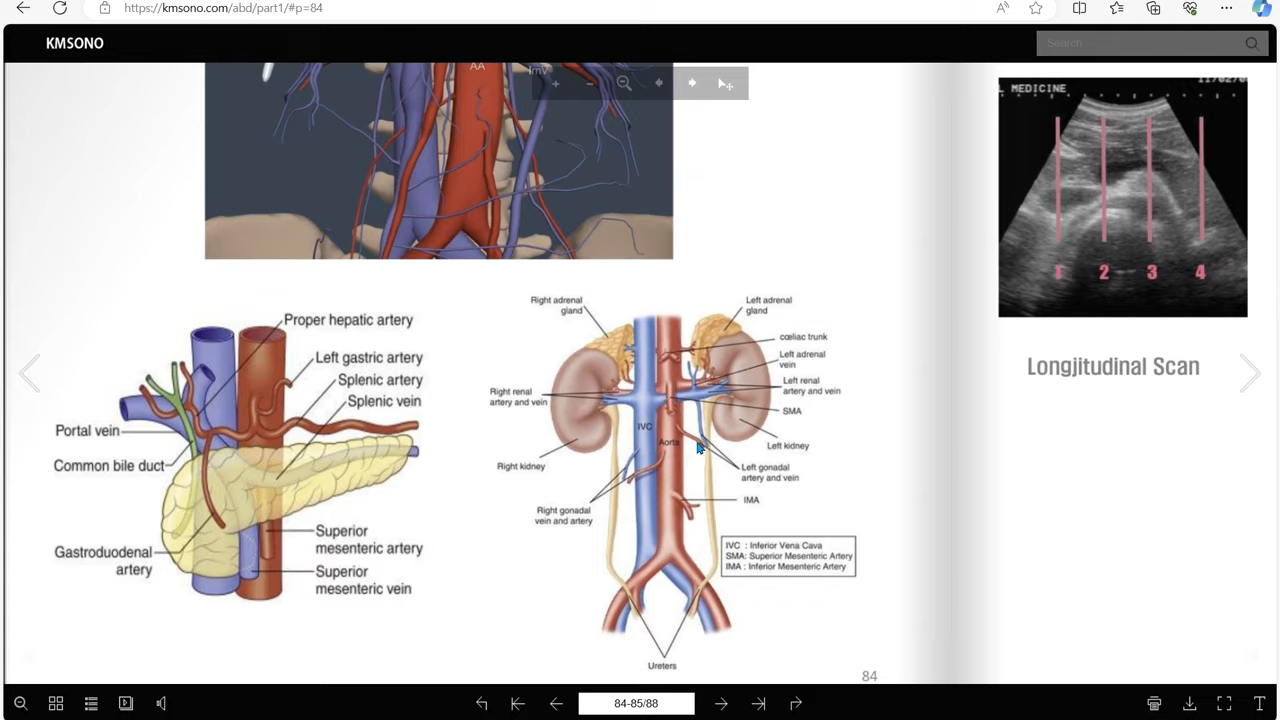 https://kmsono.com/abd/part1/#p=84
KMSONO
Search
AA
Imv
Proper hepatic artery
Left gastric artery
Splenic artery
Splenic vein
Portal vein
Common bile duct
Gastroduodenal
artery
Superior
mesenteric artery
Superior
mesenteric vein
Right adrenal
gland
Left adrenal
gland
cœliac trunk
Left adrenal
vein
Left renal
artery and vein
Right renal
artery and vein
SMA
IVC
Aorta
Left kidney
Right kidney
Left gonadal
artery and vein
Right gonadal
vein and artery
IMA
IVC : Inferior Vena Cava
SMA: Superior Mesenteric Artery
IMA : Inferior Mesenteric Artery
Ureters
84
L MEDICINE
1 2 3 4
Longjitudinal Scan
84-85/88